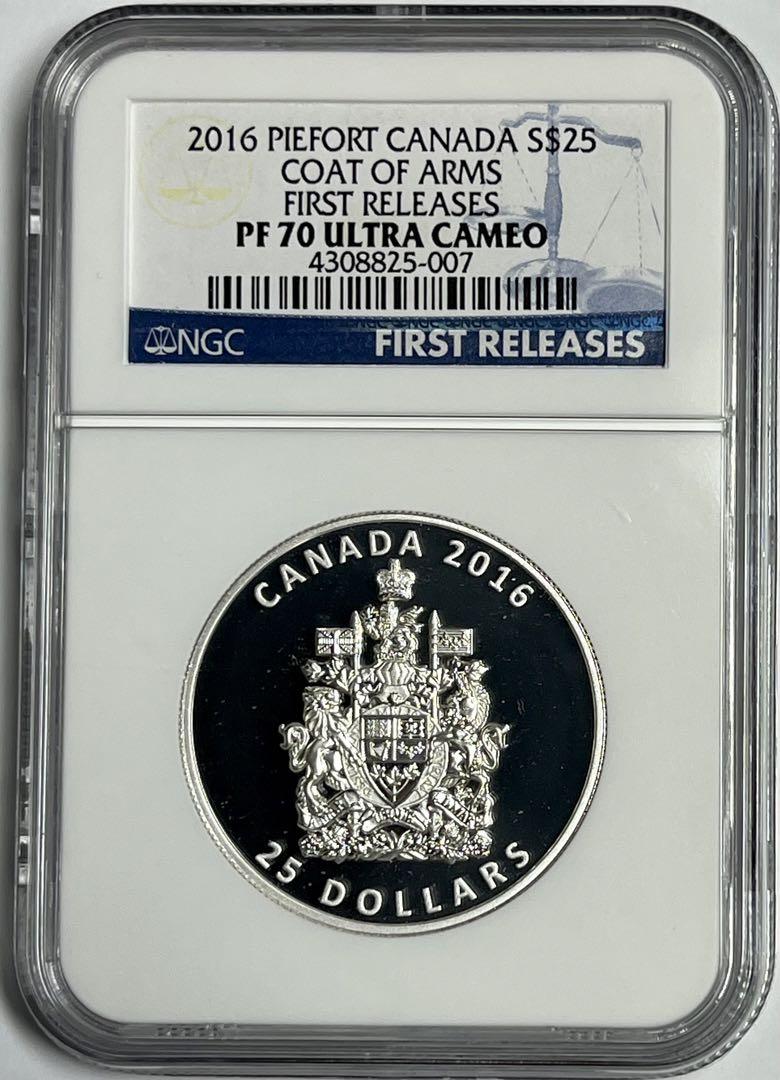 2016 PIEFORT CANADA S$25
COAT OF ARMS
FIRST RELEASES
PF 70 ULTRA CAMEO
4308825-007
NGC
FIRST RELEASES
CANADA 2016
25 DOLLARS